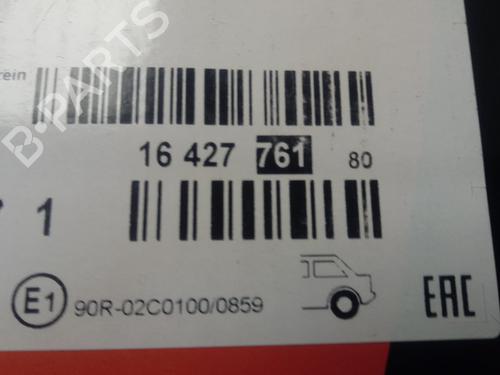 B-PARTS
rein
16 427 761 80
1
E1 90R-02C0100/0859
EAC